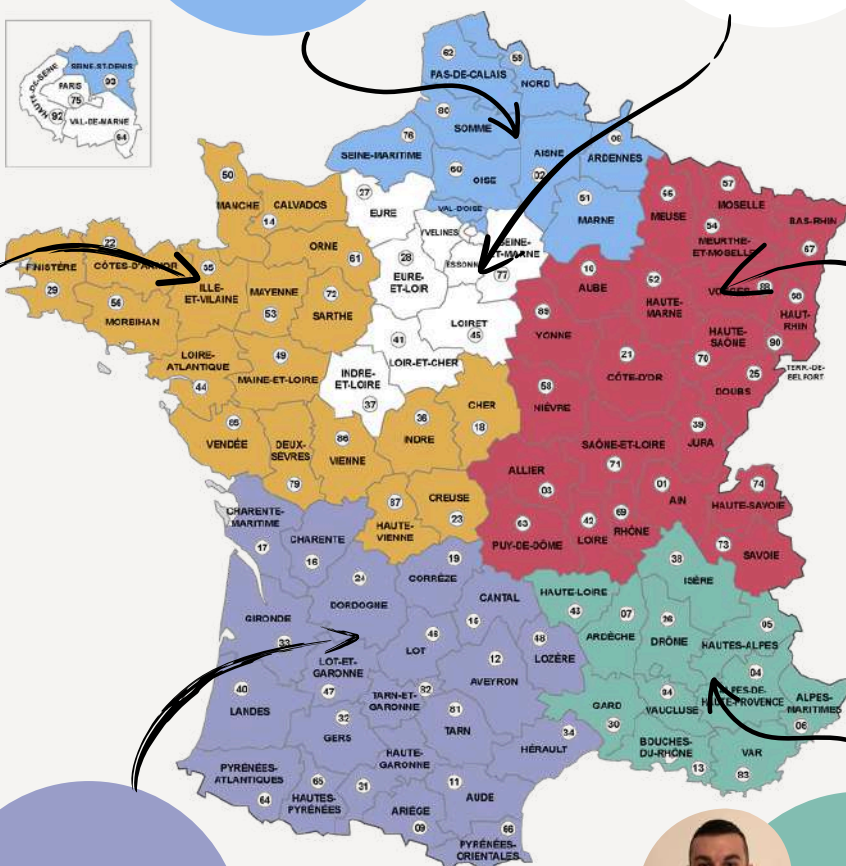 SEINE-ST-DENIS
93
HAUTS-DE-SEINE
PARIS
75
92
VAL-DE-MARNE
94
62
PAS-DE-CALAIS
59
NORD
80
SOMME
76
SEINE-MARITIME
60
OISE
AISNE
02
08
ARDENNES
51
MARNE
VAL-D'OISE
50
MANCHE
CALVADOS
14
ORNE
61
27
EURE
YVELINES
SEINE-
ET-MARNE
ESSONNE
77
28
EURE-
ET-LOIR
55
MEUSE
57
MOSELLE
54
MEURTHE-
ET-MOSELLE
BAS-RHIN
67
22
FINISTÈRE
29
CÔTES-D'ARMOR
35
ILLE-
ET-VILAINE
56
MORBIHAN
MAYENNE
53
72
SARTHE
10
AUBE
52
HAUTE-
MARNE
VOSGES
88
68
HAUT-
RHIN
LOIRET
45
41
LOIR-ET-CHER
89
YONNE
HAUTE-
SAÔNE
70
90
TERR.-DE-
BELFORT
LOIRE-
ATLANTIQUE
44
49
MAINE-ET-LOIRE
INDRE-
ET-LOIRE
37
21
CÔTE-D'OR
25
DOUBS
58
NIÈVRE
CHER
18
36
INDRE
VENDÉE
DEUX-
SÈVRES
79
86
VIENNE
39
JURA
SAÔNE-ET-LOIRE
71
ALLIER
03
01
AIN
74
HAUTE-SAVOIE
87
HAUTE-
VIENNE
CREUSE
23
63
PUY-DE-DÔME
42
LOIRE
69
RHÔNE
73
SAVOIE
CHARENTE-
MARITIME
17
CHARENTE
16
19
CORRÈZE
24
DORDOGNE
CANTAL
15
HAUTE-LOIRE
43
38
ISÈRE
GIRONDE
33
46
LOT
48
LOZÈRE
07
ARDÈCHE
26
DRÔME
05
HAUTES-ALPES
LOT-ET-
GARONNE
47
12
AVEYRON
04
ALPES-DE-
HAUTE-PROVENCE
40
LANDES
TARN-ET-
GARONNE
82
81
TARN
GARD
30
84
VAUCLUSE
ALPES-
MARITIMES
06
32
GERS
34
HÉRAULT
BOUCHES-
DU-RHÔNE
13
VAR
83
HAUTE-
GARONNE
31
PYRÉNÉES-
ATLANTIQUES
64
65
HAUTES-
PYRÉNÉES
11
AUDE
ARIÈGE
09
66
PYRÉNÉES-
ORIENTALES